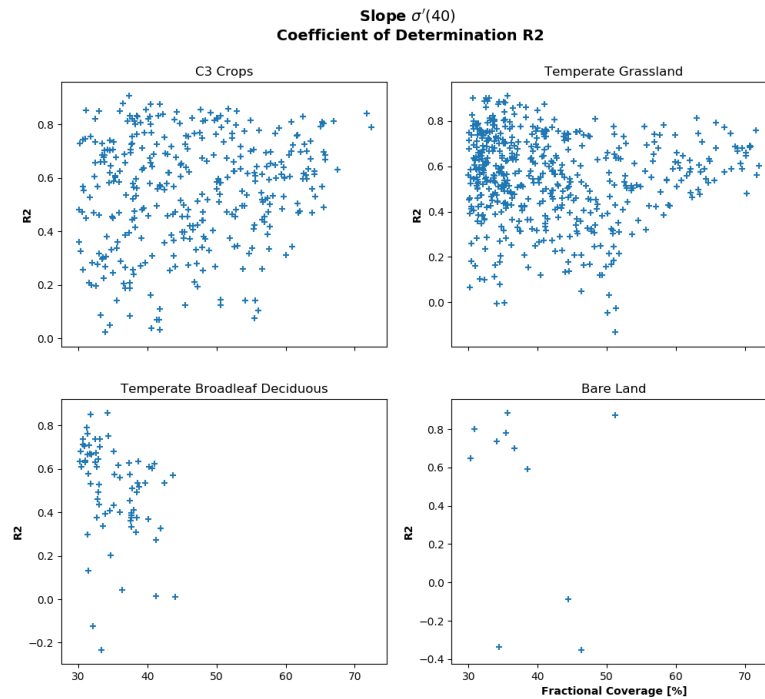 Slope σ′(40)
Coefficient of Determination R2
C3 Crops
Temperate Grassland
0.8
0.6
0.4
0.2
0.0
R2
0.8
0.6
0.4
0.2
0.0
R2
Temperate Broadleaf Deciduous
Bare Land
0.8
0.6
0.4
0.2
0.0
−0.2
R2
30 40 50 60 70
0.8
0.6
0.4
0.2
0.0
−0.2
−0.4
R2
30 40 50 60 70
Fractional Coverage [%]